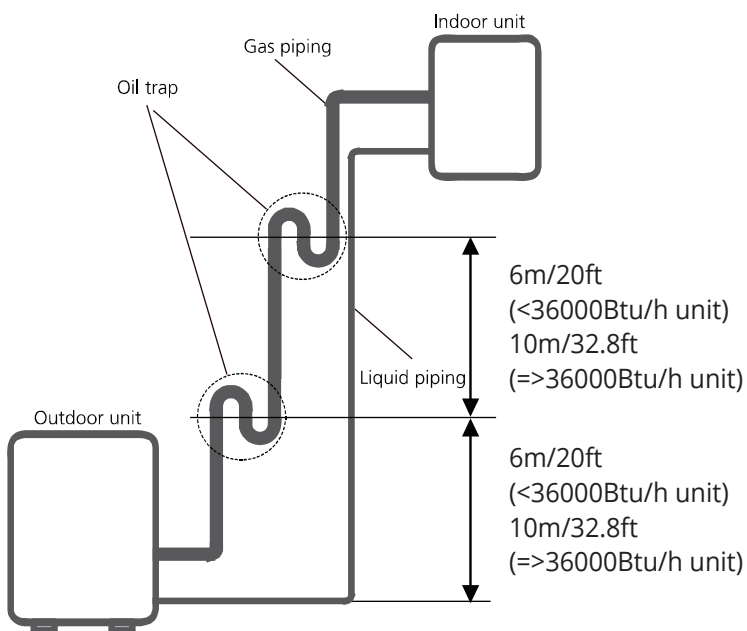 Indoor unit
Gas piping
Oil trap
6m/20ft
(<36000Btu/h unit)
10m/32.8ft
(=>36000Btu/h unit)
Liquid piping
Outdoor unit
6m/20ft
(<36000Btu/h unit)
10m/32.8ft
(=>36000Btu/h unit)